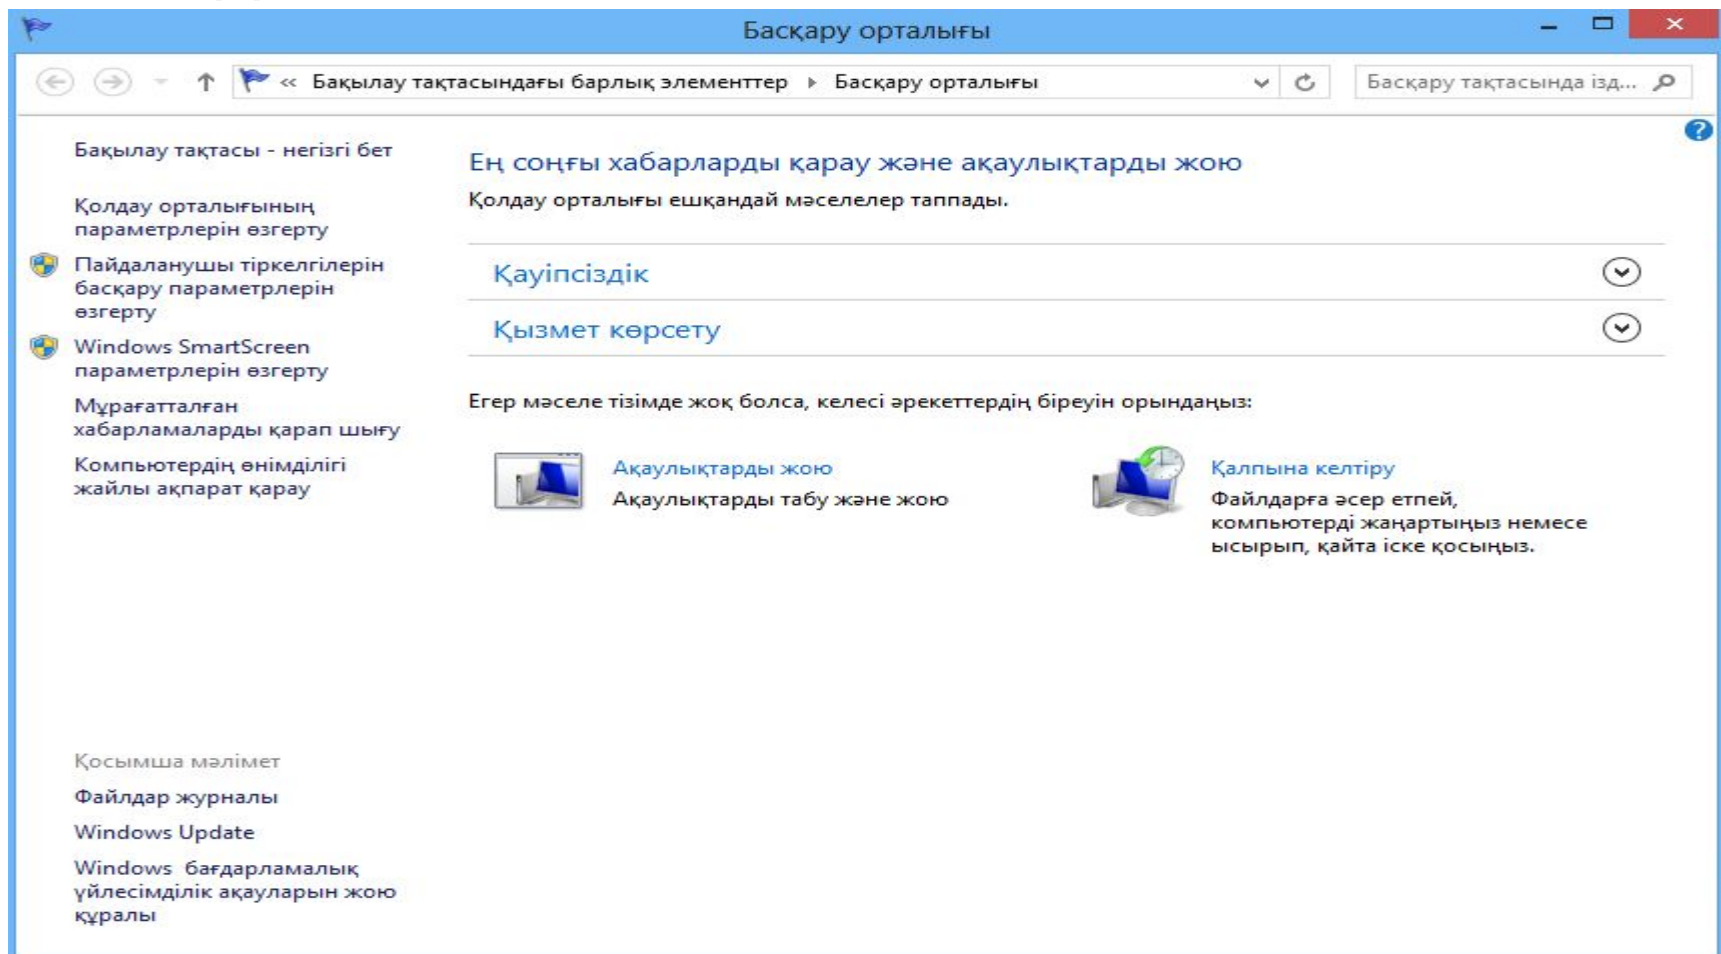 Басқару орталығы
« Бақылау тақтасындағы барлық элементтер ▸ Басқару орталығы
Басқару тақтасында ізд...
Бақылау тақтасы - негізгі бет
Қолдау орталығының
параметрлерін өзгерту
Пайдаланушы тіркелгілерін
басқару параметрлерін
өзгерту
Windows SmartScreen
параметрлерін өзгерту
Мұрағатталған
хабарламаларды қарап шығу
Компьютердің өнімділігі
жайлы ақпарат қарау
Ең соңғы хабарларды қарау және ақаулықтарды жою
Қолдау орталығы ешқандай мәселелер таппады.
Қауіпсіздік
Қызмет көрсету
Егер мәселе тізімде жоқ болса, келесі әрекеттердің біреуін орындаңыз:
Ақаулықтарды жою
Ақаулықтарды табу және жою
Қалпына келтіру
Файлдарға әсер етпей,
компьютерді жаңартыңыз немесе
ысырып, қайта іске қосыңыз.
Қосымша мәлімет
Файлдар журналы
Windows Update
Windows бағдарламалық
үйлесімділік ақауларын жою
құралы